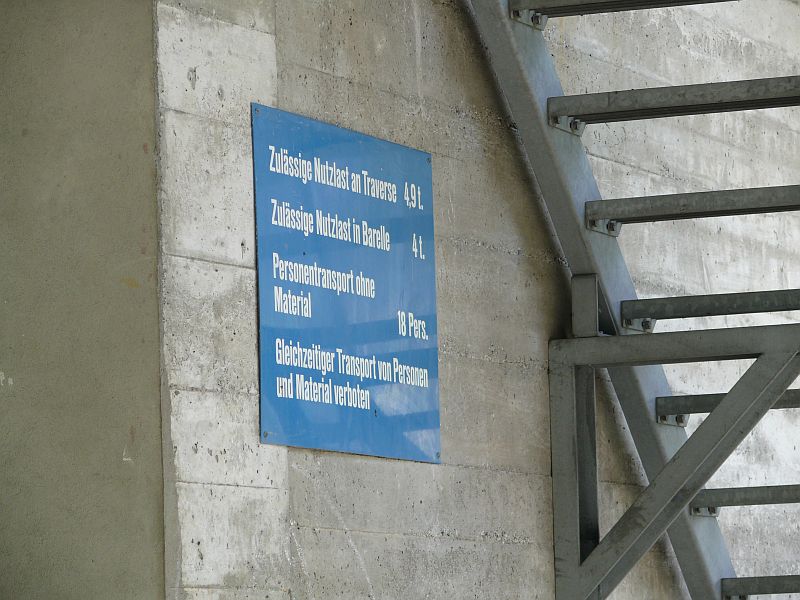 Zulässige Nutzlast an Traverse 4,9 t.
Zulässige Nutzlast in Barelle 4 t.
Personentransport ohne
Material
18 Pers.
Gleichzeitiger Transport von Personen
und Material verboten